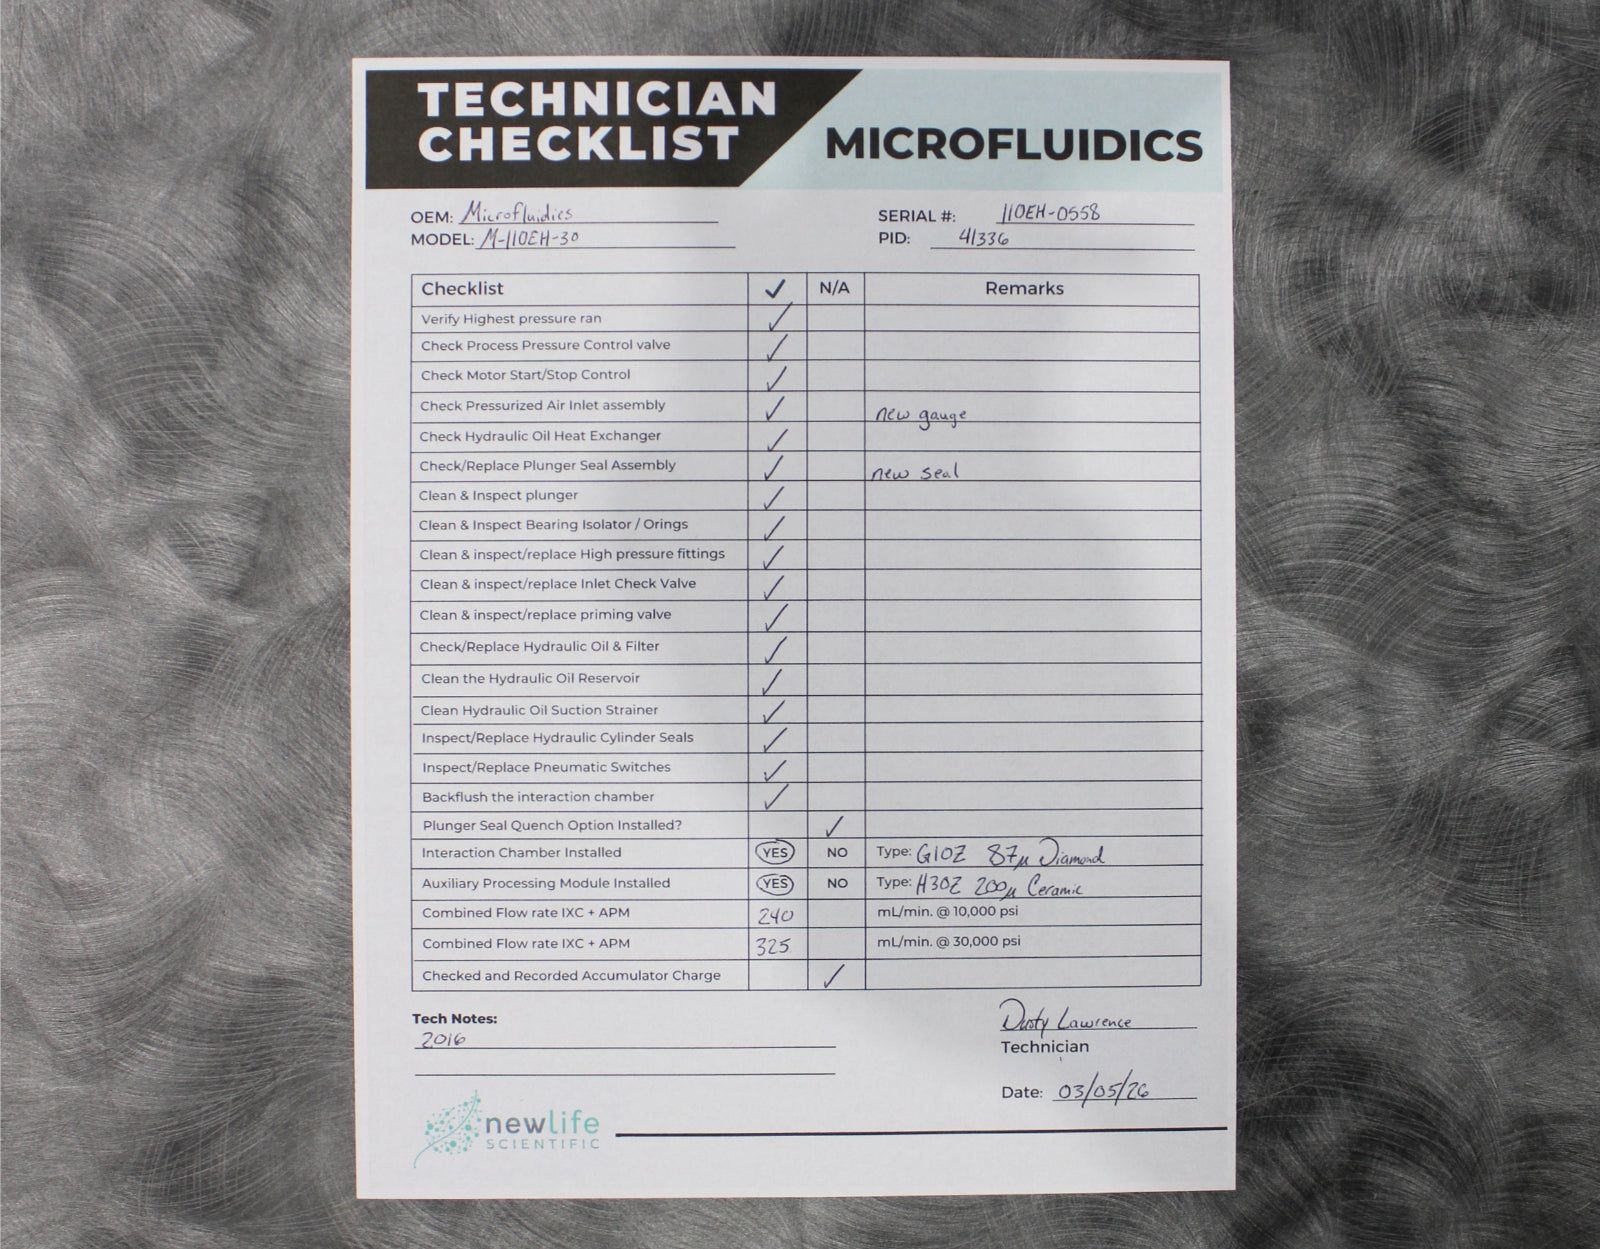 TECHNICIAN
CHECKLIST
MICROFLUIDICS
OEM: Microfluidics
SERIAL #: 110EH-0558
MODEL: M-110EH-30
PID: 41336
Checklist ✓ N/A Remarks
Verify Highest pressure ran ✓
Check Process Pressure Control valve ✓
Check Motor Start/Stop Control ✓
Check Pressurized Air Inlet assembly ✓ new gauge
Check Hydraulic Oil Heat Exchanger ✓
Check/Replace Plunger Seal Assembly ✓ new seal
Clean & Inspect plunger ✓
Clean & Inspect Bearing Isolator / Orings ✓
Clean & inspect/replace High pressure fittings ✓
Clean & inspect/replace Inlet Check Valve ✓
Clean & inspect/replace priming valve ✓
Check/Replace Hydraulic Oil & Filter ✓
Clean the Hydraulic Oil Reservoir ✓
Clean Hydraulic Oil Suction Strainer ✓
Inspect/Replace Hydraulic Cylinder Seals ✓
Inspect/Replace Pneumatic Switches ✓
Backflush the interaction chamber ✓
Plunger Seal Quench Option Installed? ✓
Interaction Chamber Installed YES NO Type: G10Z 87µ Diamond
Auxiliary Processing Module Installed YES NO Type: H30Z 200µ Ceramic
Combined Flow rate IXC + APM 240 mL/min. @ 10,000 psi
Combined Flow rate IXC + APM 325 mL/min. @ 30,000 psi
Checked and Recorded Accumulator Charge ✓
Tech Notes:
2016
Dusty Lawrence
Technician
Date: 03/05/26
newlife
SCIENTIFIC